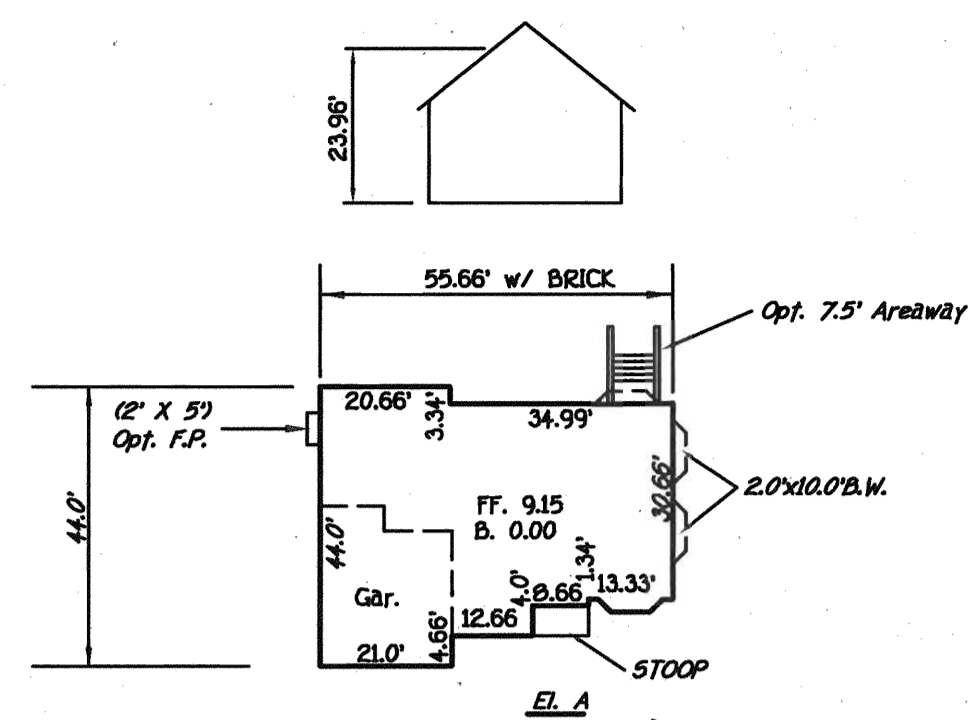 23.96'
55.66' w/ BRICK
Opt. 7.5' Areaway
20.66'
3.34'
34.99'
(2' X 5')
Opt. F.P.
44.0'
44.0'
30.66'
2.0'x10.0'B.W.
FF. 9.15
B. 0.00
Gar.
1.34'
13.33'
4.0'
8.66'
12.66
4.66'
21.0'
STOOP
El. A